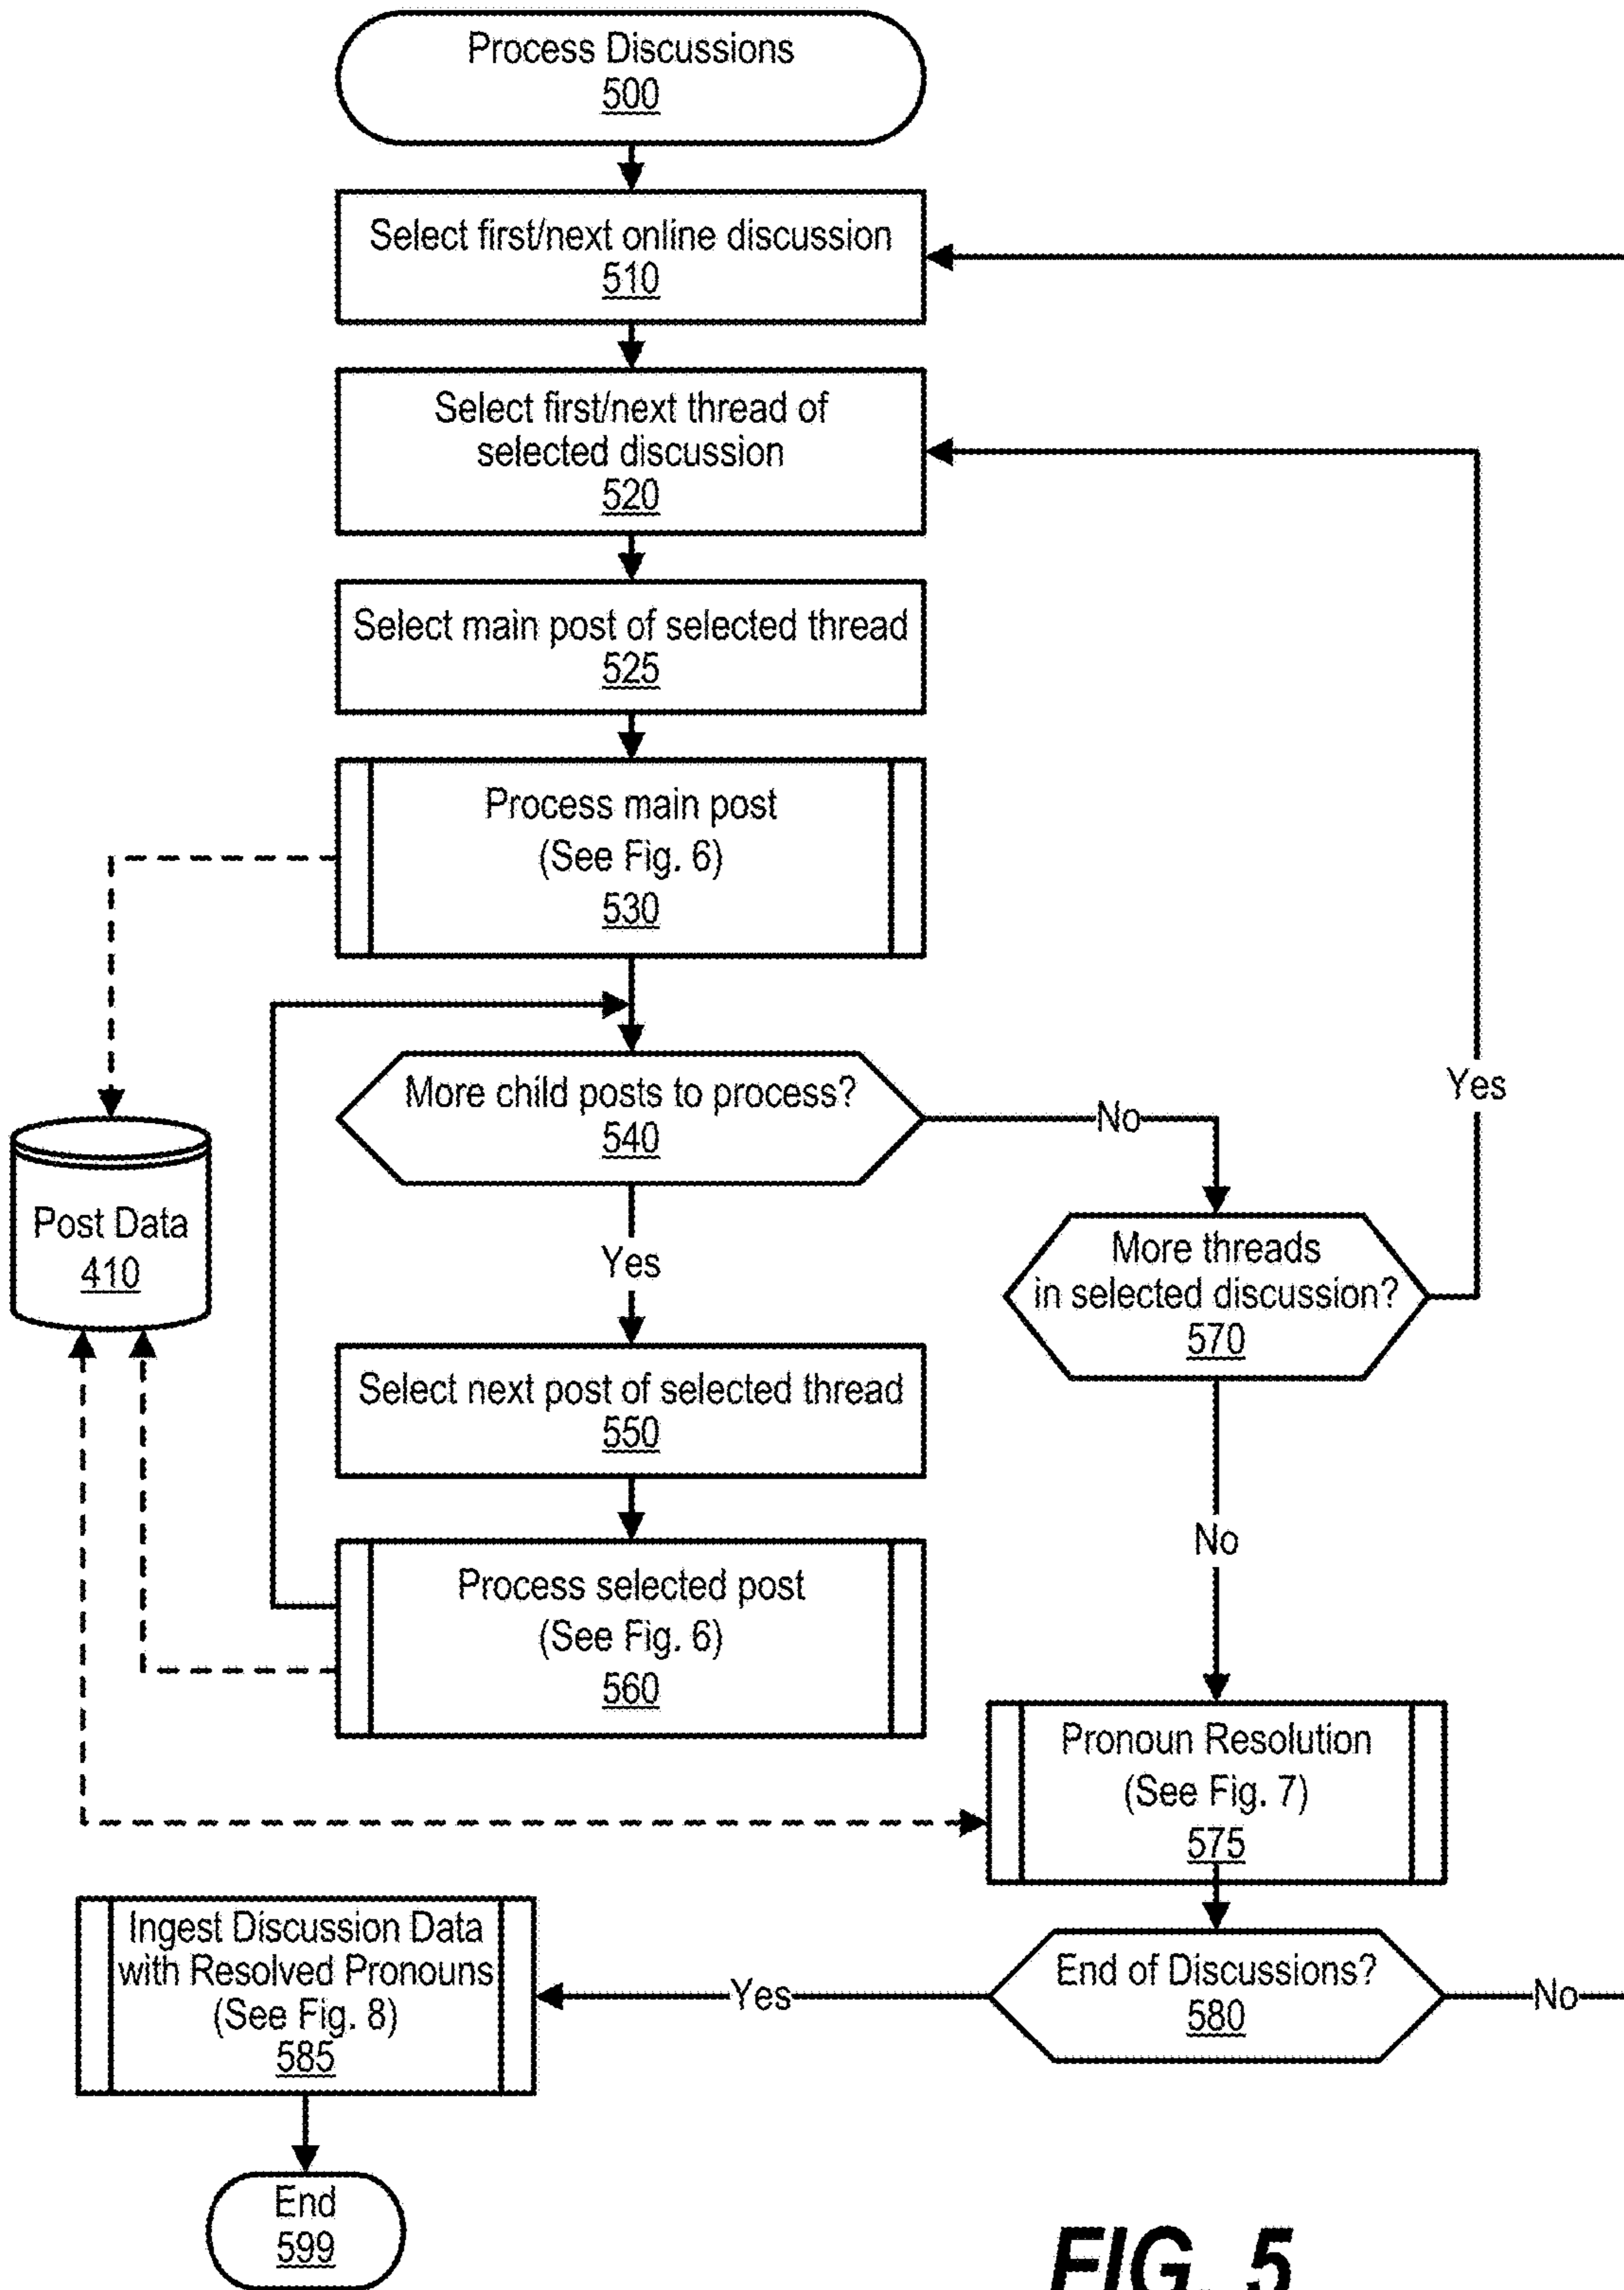 Process Discussions
500
Select first/next online discussion
510
Select first/next thread of
selected discussion
520
Select main post of selected thread
525
Process main post
(See Fig. 6)
530
More child posts to process?
540
No
Yes
Post Data
410
Yes
More threads
in selected discussion?
570
Select next post of selected thread
550
No
Process selected post
(See Fig. 6)
560
Pronoun Resolution
(See Fig. 7)
575
Ingest Discussion Data
with Resolved Pronouns
(See Fig. 8)
585
Yes
End of Discussions?
580
No
End
599
FIG. 5